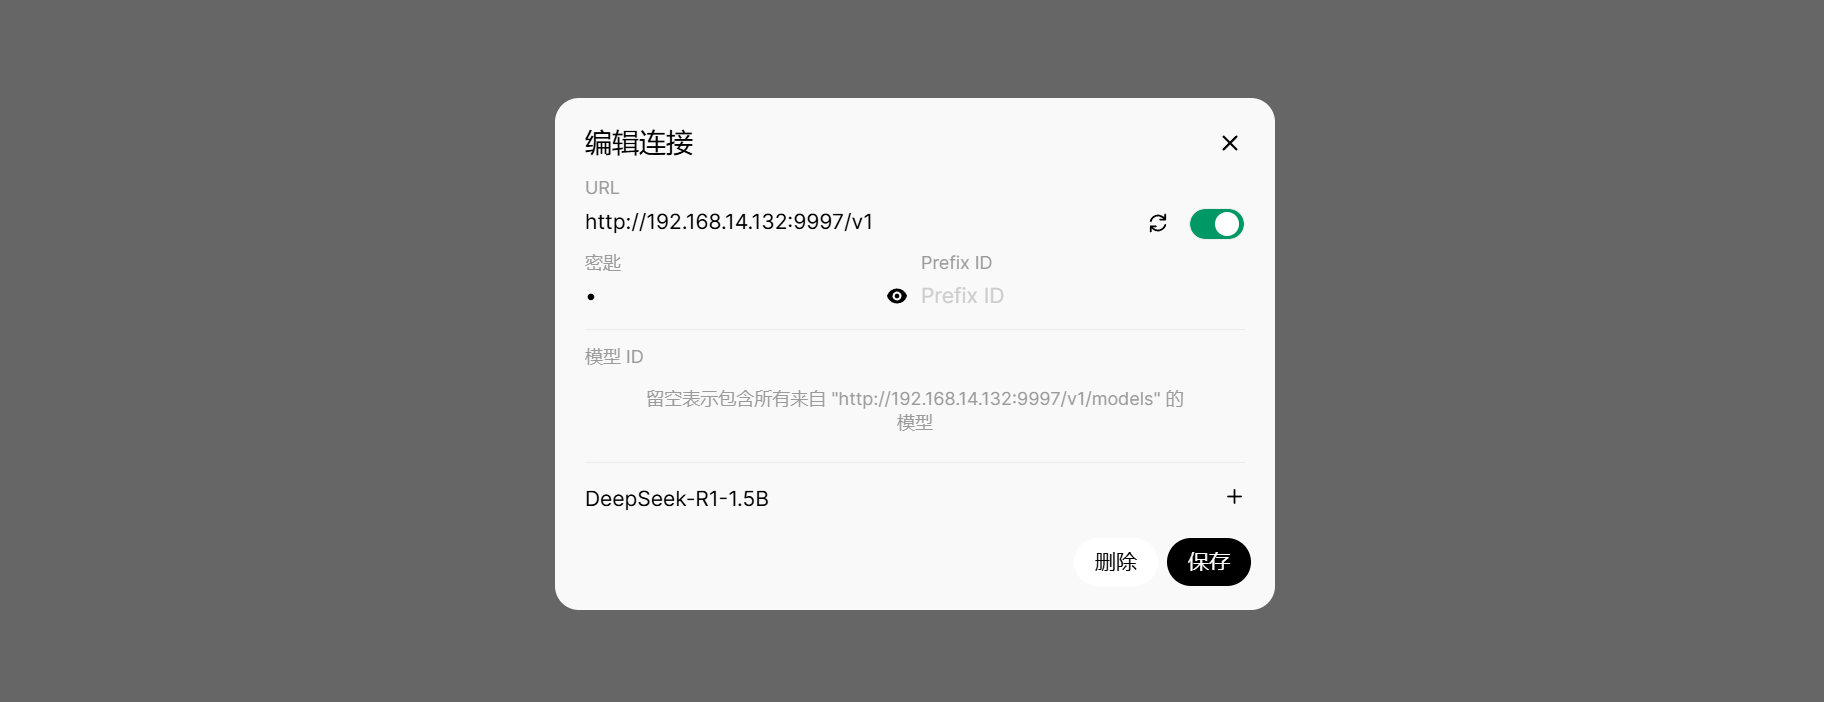 编辑连接
URL
http://192.168.14.132:9997/v1
密匙
Prefix ID
•
Prefix ID
模型 ID
留空表示包含所有来自 "http://192.168.14.132:9997/v1/models" 的
模型
DeepSeek-R1-1.5B
删除
保存